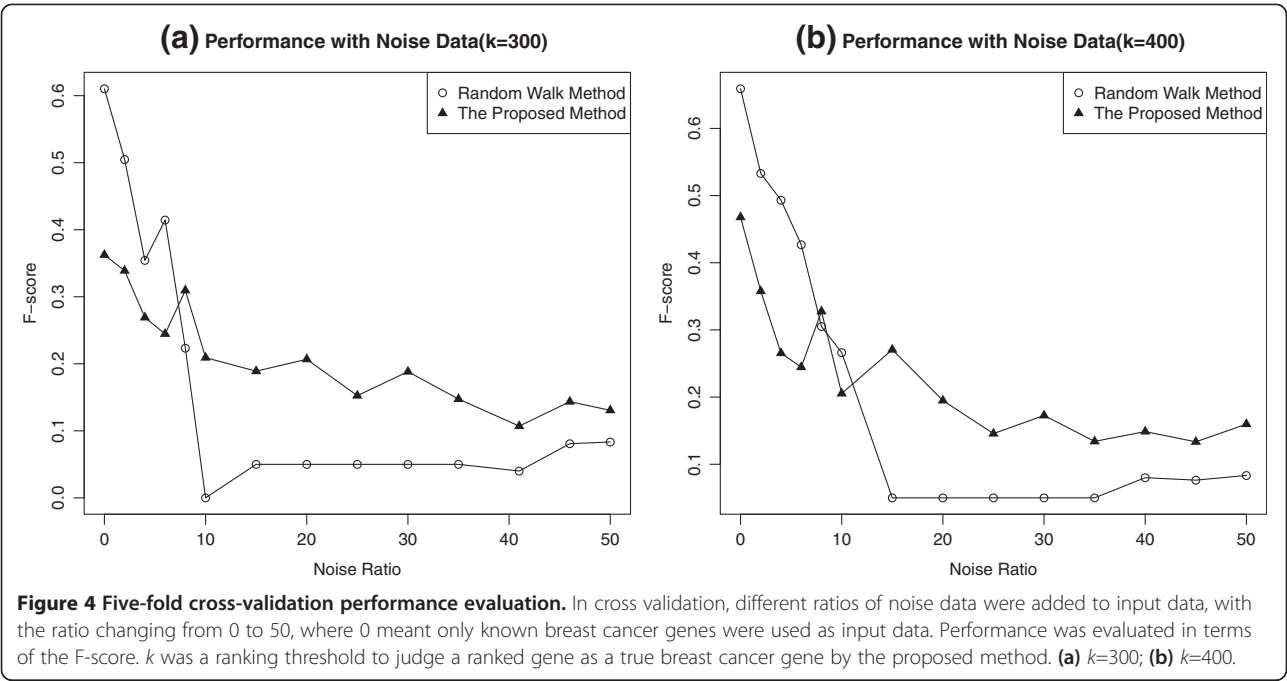 (a) Performance with Noise Data(k=300)
Random Walk Method
The Proposed Method
F-score
0.0
0.1
0.2
0.3
0.4
0.5
0.6
0
10
20
30
40
50
Noise Ratio
(b) Performance with Noise Data(k=400)
Random Walk Method
The Proposed Method
F-score
0.1
0.2
0.3
0.4
0.5
0.6
0
10
20
30
40
50
Noise Ratio
Figure 4 Five-fold cross-validation performance evaluation. In cross validation, different ratios of noise data were added to input data, with
the ratio changing from 0 to 50, where 0 meant only known breast cancer genes were used as input data. Performance was evaluated in terms
of the F-score. k was a ranking threshold to judge a ranked gene as a true breast cancer gene by the proposed method. (a) k=300; (b) k=400.